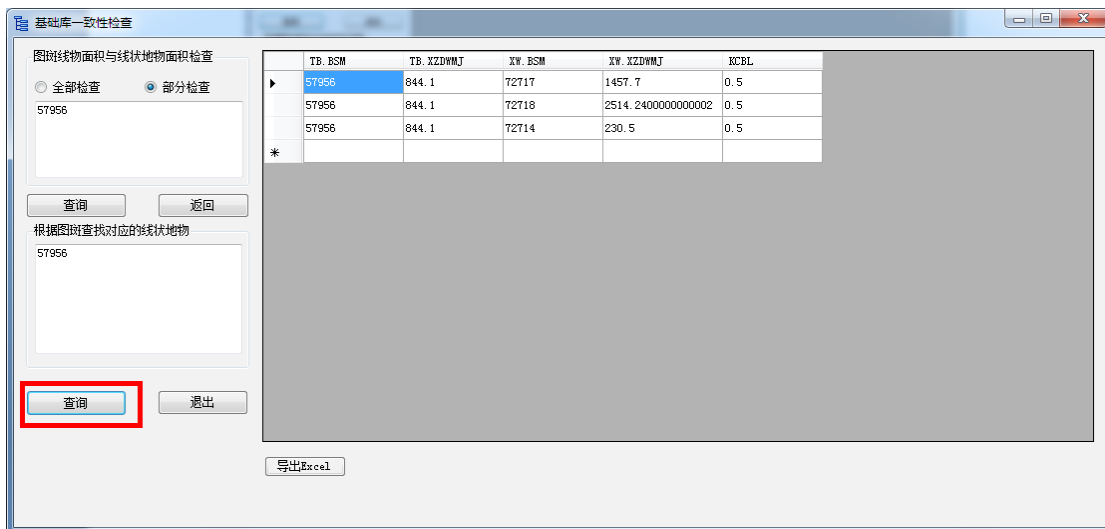 基础库一致性检查
图斑线物面积与线状地物面积检查
全部检查 部分检查
57956
查询 返回
根据图斑查找对应的线状地物
57956
查询 退出
TB.BSM TB.XZDWMJ XW.BSM XW.XZDWMJ KCBL
57956 844.1 72717 1457.7 0.5
57956 844.1 72718 2514.2400000000002 0.5
57956 844.1 72714 230.5 0.5
导出Excel